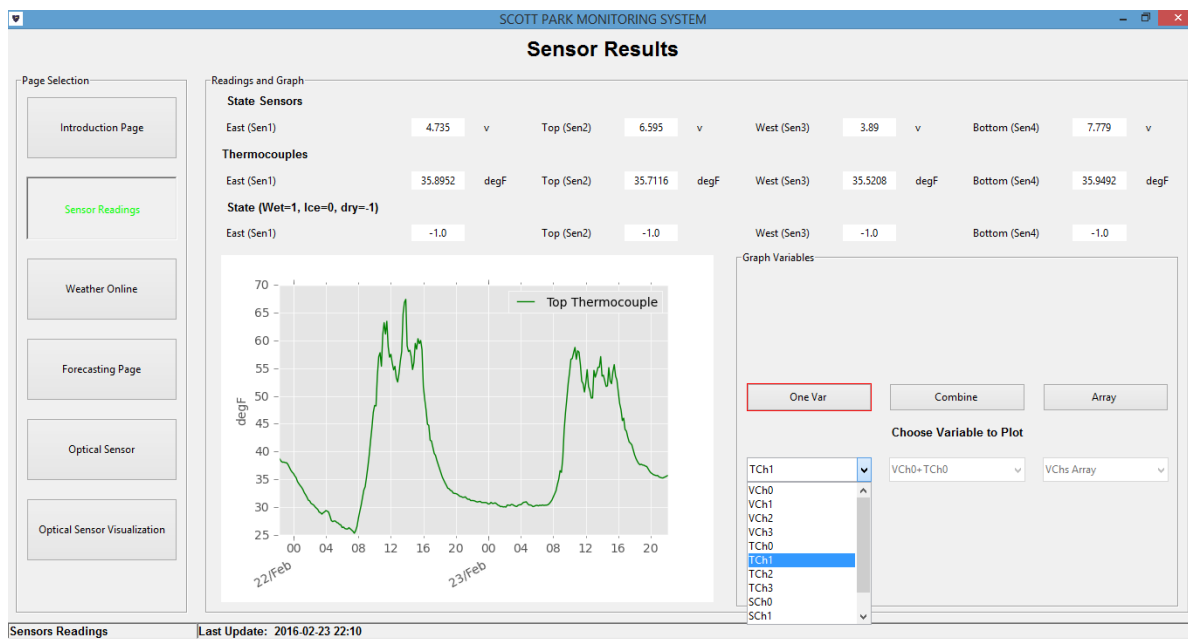 SCOTT PARK MONITORING SYSTEM
Sensor Results
Page Selection
Introduction Page
Sensor Readings
Weather Online
Forecasting Page
Optical Sensor
Optical Sensor Visualization
Readings and Graph
State Sensors
East (Sen1) 4.735 v Top (Sen2) 6.595 v West (Sen3) 3.89 v Bottom (Sen4) 7.779 v
Thermocouples
East (Sen1) 35.8952 degF Top (Sen2) 35.7116 degF West (Sen3) 35.5208 degF Bottom (Sen4) 35.9492 degF
State (Wet=1, Ice=0, dry=-1)
East (Sen1) -1.0 Top (Sen2) -1.0 West (Sen3) -1.0 Bottom (Sen4) -1.0
Top Thermocouple
degF
70
65
60
55
50
45
40
35
30
25
00 04 08 12 16 20 00 04 08 12 16 20
22/Feb 23/Feb
Graph Variables
One Var Combine Array
Choose Variable to Plot
TCh1 VCh0+TCh0 VChs Array
VCh0
VCh1
VCh2
VCh3
TCh0
TCh1
TCh2
TCh3
SCh0
SCh1
Sensors Readings Last Update: 2016-02-23 22:10